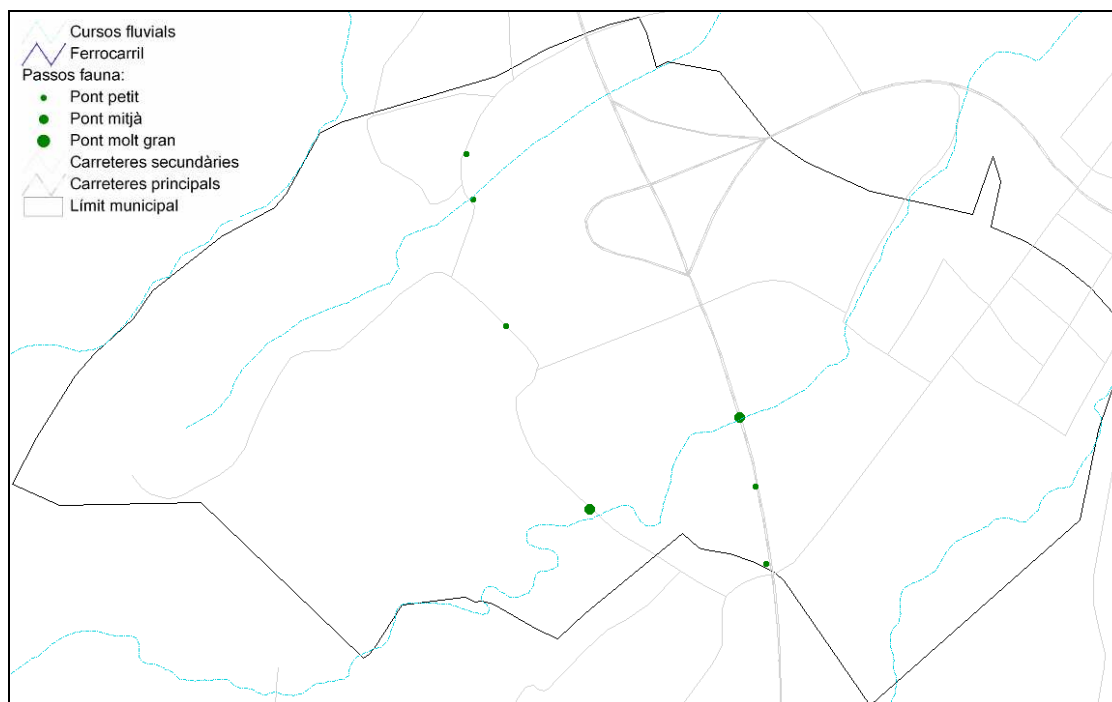 Cursos fluvials
Ferrocarril
Passos fauna:
Pont petit
Pont mitjà
Pont molt gran
Carreteres secundàries
Carreteres principals
Límit municipal